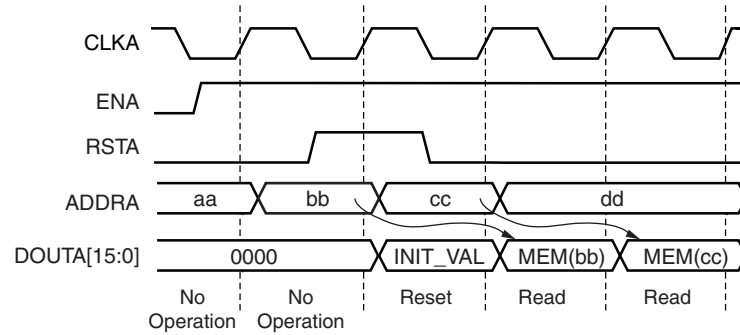 CLKA
ENA
RSTA
ADDRA aa bb cc dd
DOUTA[15:0] 0000 INIT_VAL MEM(bb) MEM(cc)
No Operation No Operation Reset Read Read